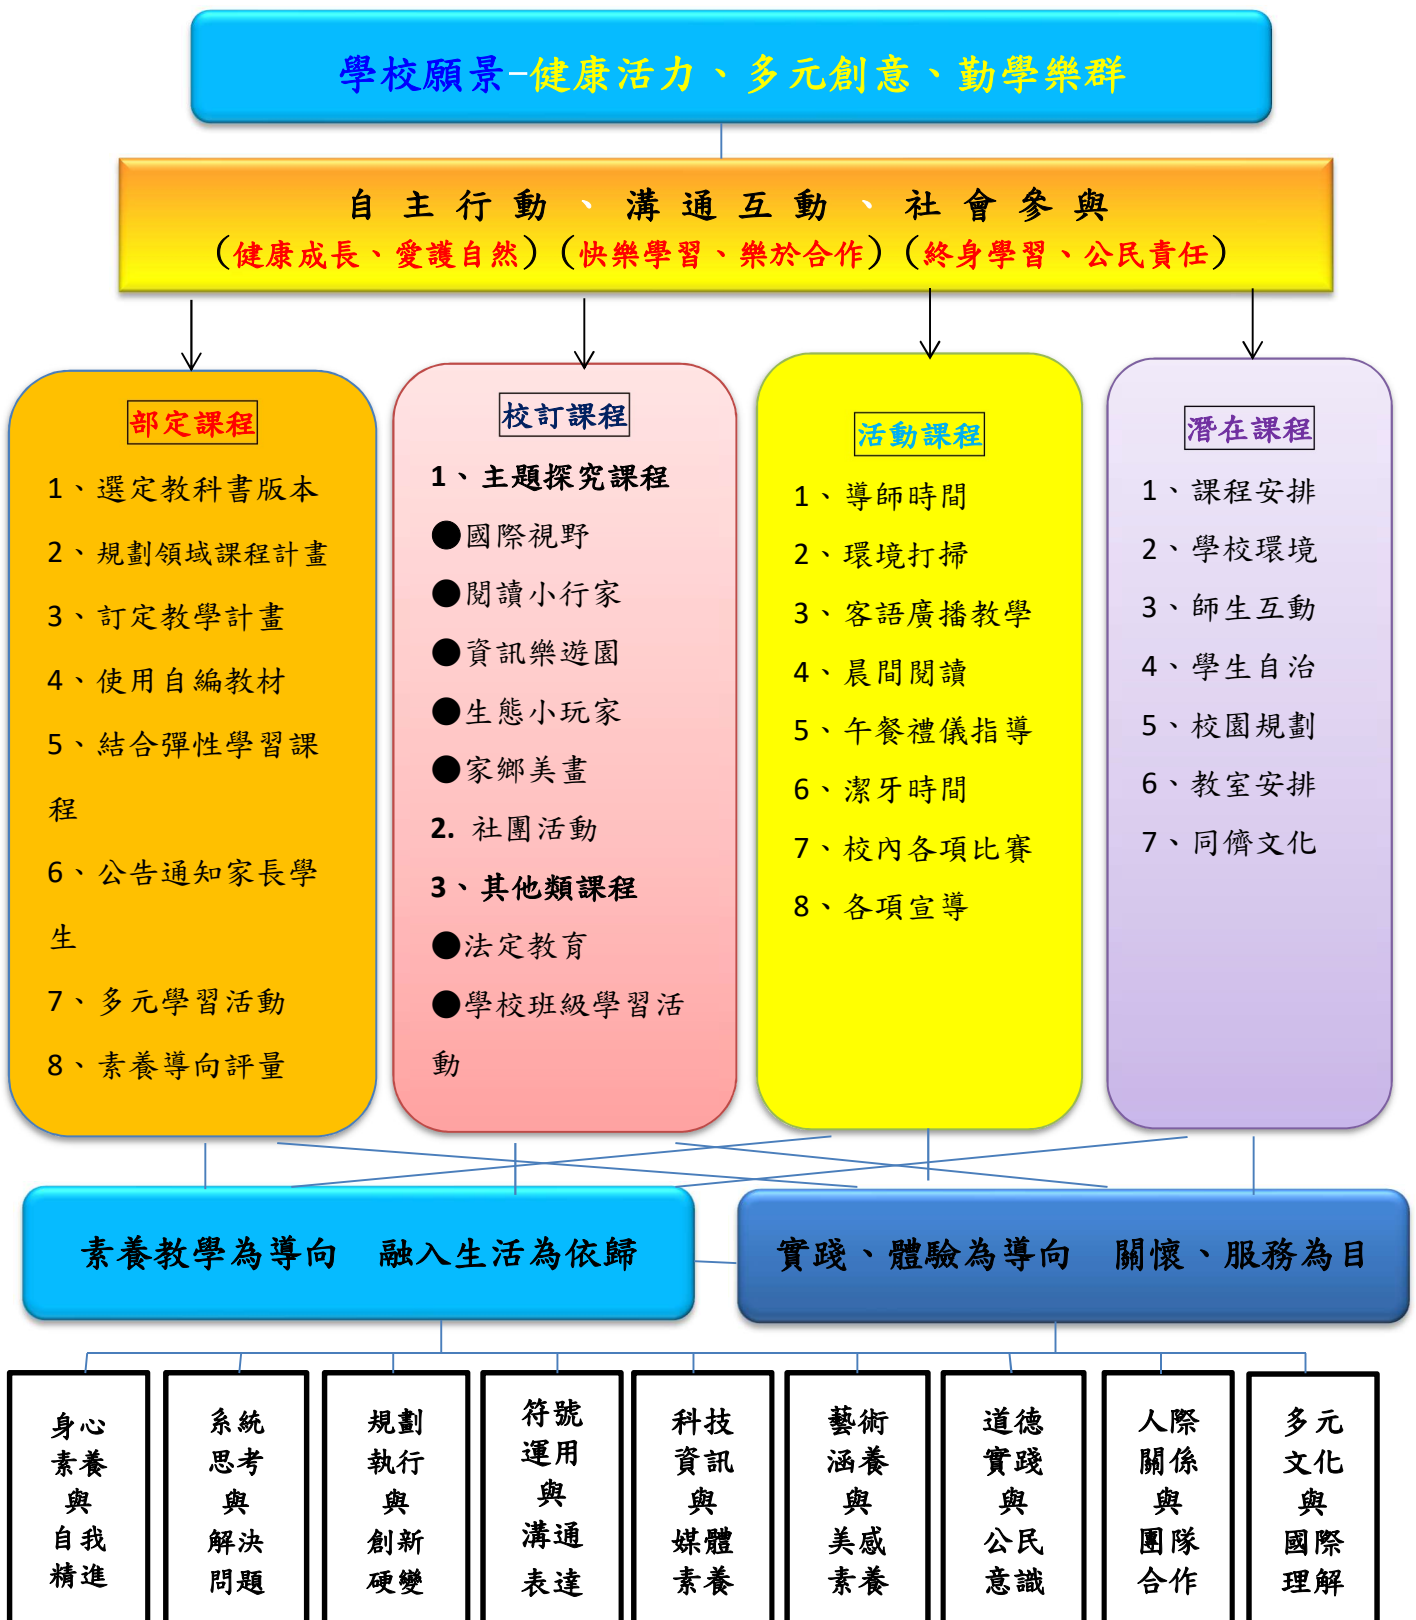 學校願景-健康活力、多元創意、勤學樂群
自主行動、溝通互動、社會參與
(健康成長、愛護自然)(快樂學習、樂於合作)(終身學習、公民責任)
部定課程
1、選定教科書版本
2、規劃領域課程計畫
3、訂定教學計畫
4、使用自編教材
5、結合彈性學習課
程
6、公告通知家長學
生
7、多元學習活動
8、素養導向評量
校訂課程
1、主題探究課程
●國際視野
●閱讀小行家
●資訊樂遊園
●生態小玩家
●家鄉美畫
2. 社團活動
3、其他類課程
●法定教育
●學校班級學習活
動
活動課程
1、導師時間
2、環境打掃
3、客語廣播教學
4、晨間閱讀
5、午餐禮儀指導
6、潔牙時間
7、校內各項比賽
8、各項宣導
潛在課程
1、課程安排
2、學校環境
3、師生互動
4、學生自治
5、校園規劃
6、教室安排
7、同儕文化
素養教學為導向 融入生活為依歸
實踐、體驗為導向 關懷、服務為目
身心
素養
與
自我
精進
系統
思考
與
解決
問題
規劃
執行
與
創新
硬變
符號
運用
與
溝通
表達
科技
資訊
與
媒體
素養
藝術
涵養
與
美感
素養
道德
實踐
與
公民
意識
人際
關係
與
團隊
合作
多元
文化
與
國際
理解